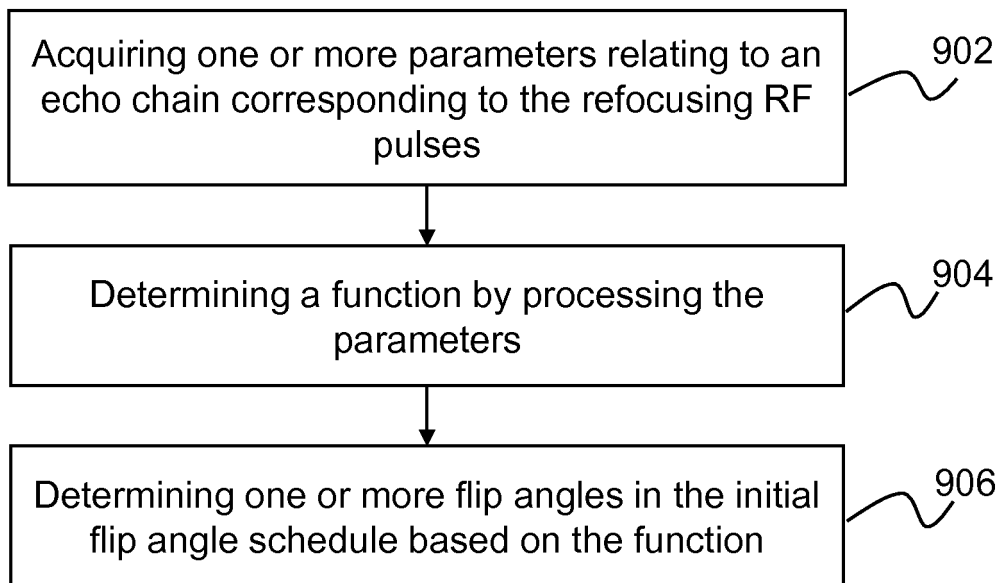 Acquiring one or more parameters relating to an
echo chain corresponding to the refocusing RF
pulses
902
Determining a function by processing the
parameters
904
Determining one or more flip angles in the initial
flip angle schedule based on the function
906